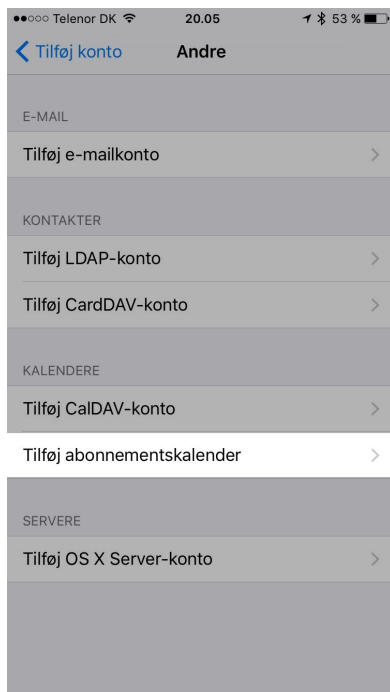 Telenor DK 20.05 53 %
Tilføj konto Andre
E-MAIL
Tilføj e-mailkonto
KONTAKTER
Tilføj LDAP-konto
Tilføj CardDAV-konto
KALENDERE
Tilføj CalDAV-konto
Tilføj abonnementskalender
SERVERE
Tilføj OS X Server-konto